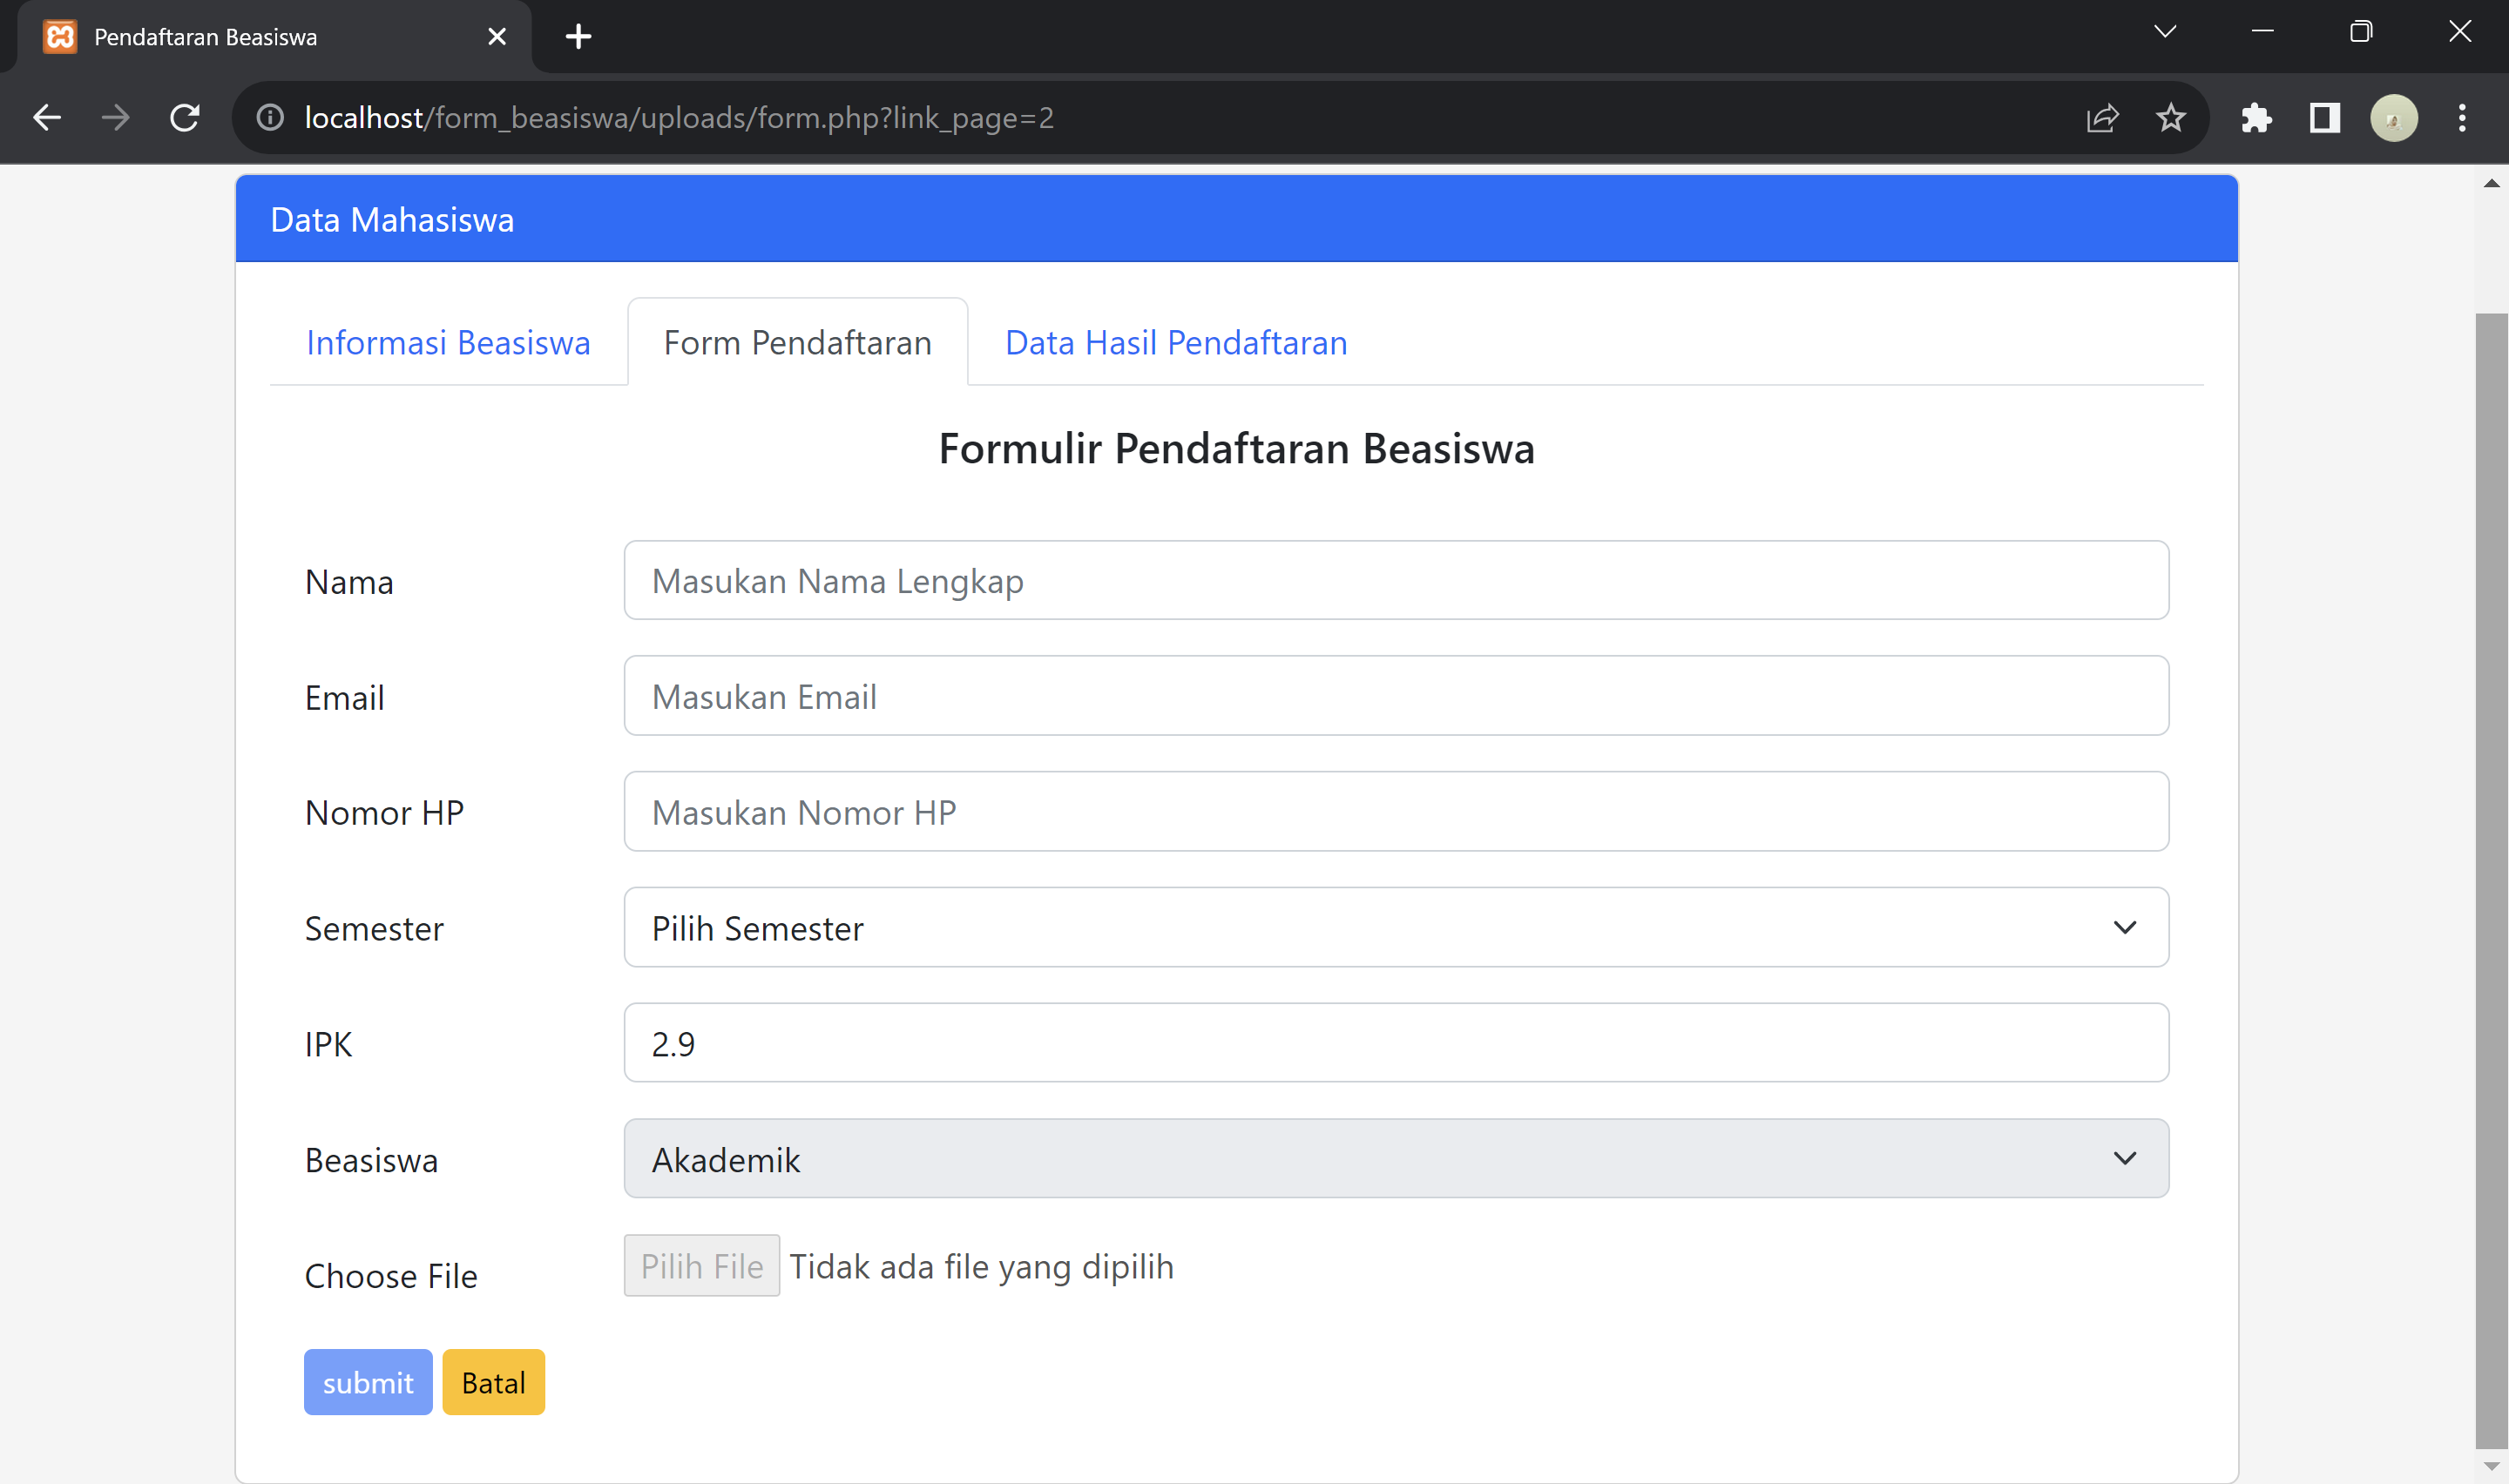 Pendaftaran Beasiswa
localhost/form_beasiswa/uploads/form.php?link_page=2
Data Mahasiswa
Informasi Beasiswa Form Pendaftaran Data Hasil Pendaftaran
Formulir Pendaftaran Beasiswa
Nama Masukan Nama Lengkap
Email Masukan Email
Nomor HP Masukan Nomor HP
Semester Pilih Semester
IPK 2.9
Beasiswa Akademik
Choose File Pilih File Tidak ada file yang dipilih
submit Batal